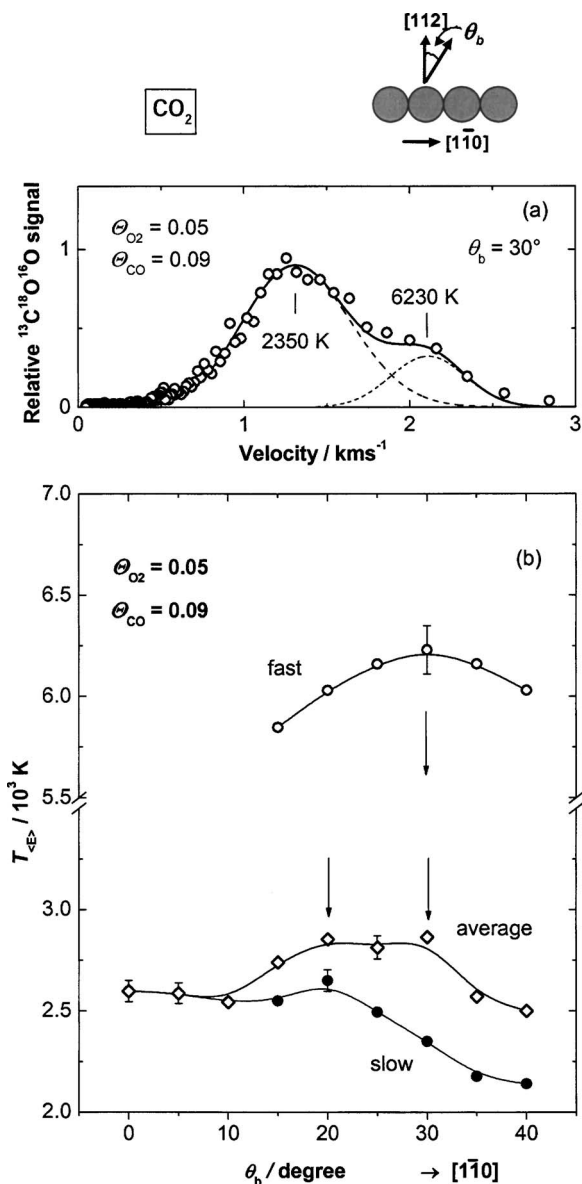 [112]
θb
CO2
[11̄0]
(a)
ΘO2 = 0.05
ΘCO = 0.09
θb = 30°
6230 K
2350 K
Relative ¹³C¹⁸O¹⁶O signal
1
0
0 1 2 3
Velocity / kms⁻¹
7.0
(b)
ΘO2 = 0.05
ΘCO = 0.09
6.5
fast
6.0
5.5
T<E> / 10³ K
3.0
average
2.5
slow
2.0
0 10 20 30 40
θb / degree → [11̄0]